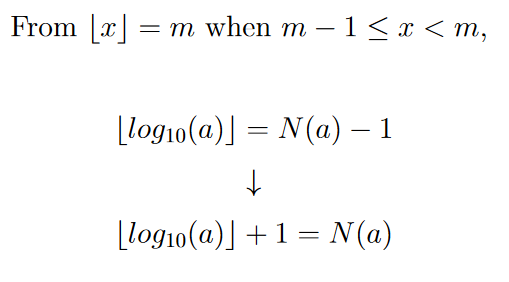 From ⌊x⌋ = m when m − 1 ≤ x < m,
⌊log₁₀(a)⌋ = N(a) − 1
↓
⌊log₁₀(a)⌋ + 1 = N(a)